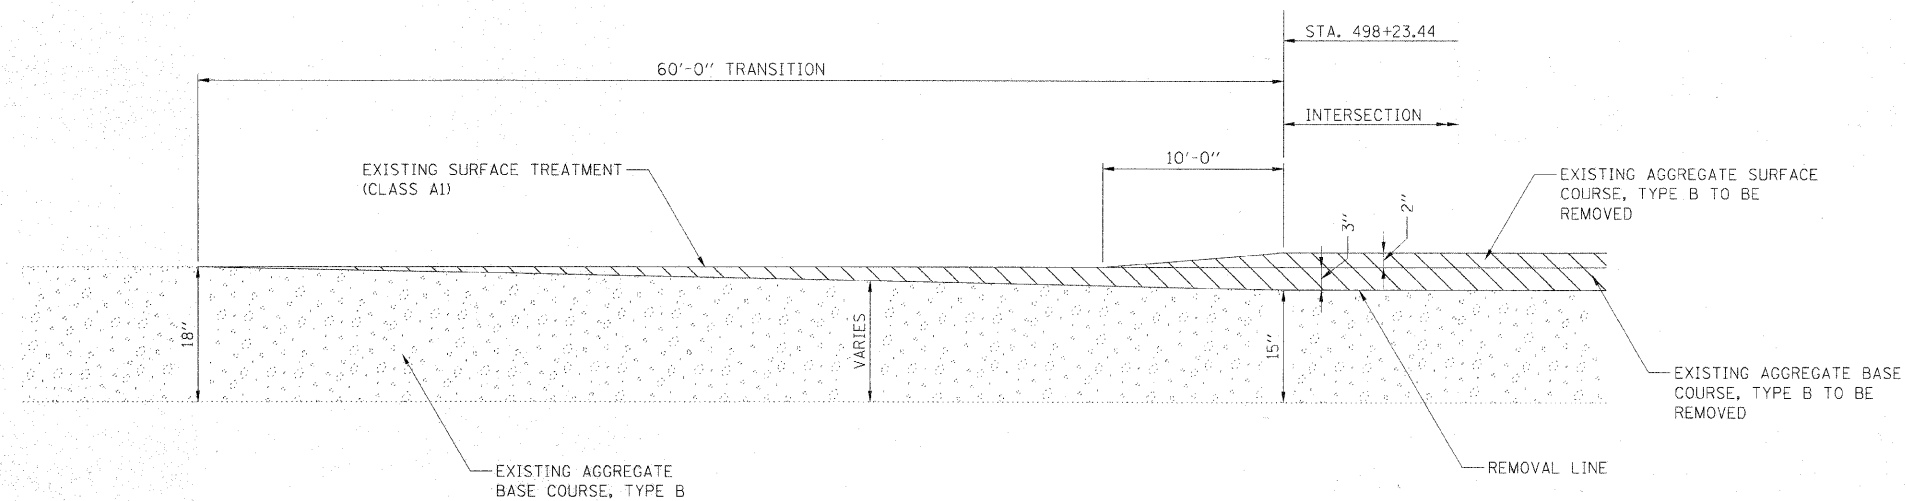 STA. 498+23.44
60'-0" TRANSITION
INTERSECTION
10'-0"
EXISTING SURFACE TREATMENT
(CLASS A1)
EXISTING AGGREGATE SURFACE
COURSE, TYPE B TO BE
REMOVED
3"
2"
18"
VARIES
15"
EXISTING AGGREGATE BASE
COURSE, TYPE B TO BE
REMOVED
REMOVAL LINE
EXISTING AGGREGATE
BASE COURSE, TYPE B